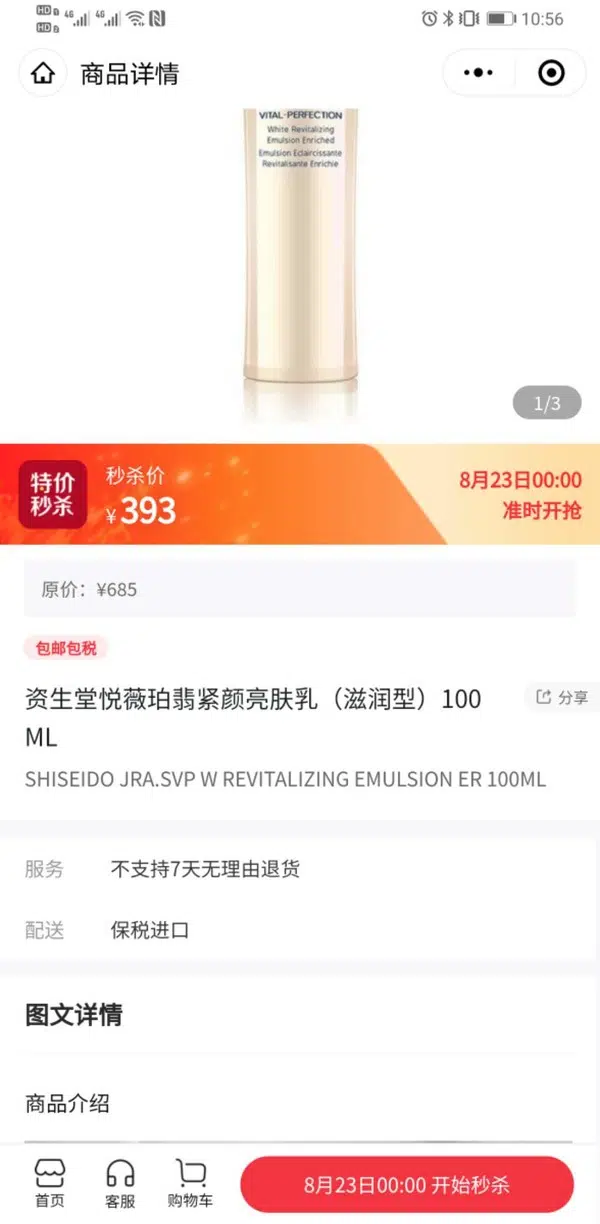 HD 1 4G 4G
HD 2
10:56
商品详情
VITAL-PERFECTION
White Revitalizing
Emulsion Enriched
Emulsion Eclaircissante
Revitalisante Enrichie
1/3
特价
秒杀
秒杀价
¥393
8月23日00:00
准时开抢
原价：¥685
包邮包税
资生堂悦薇珀翡紧颜亮肤乳（滋润型）100
ML
分享
SHISEIDO JRA.SVP W REVITALIZING EMULSION ER 100ML
服务 不支持7天无理由退货
配送 保税进口
图文详情
商品介绍
首页
客服
购物车
8月23日00:00 开始秒杀